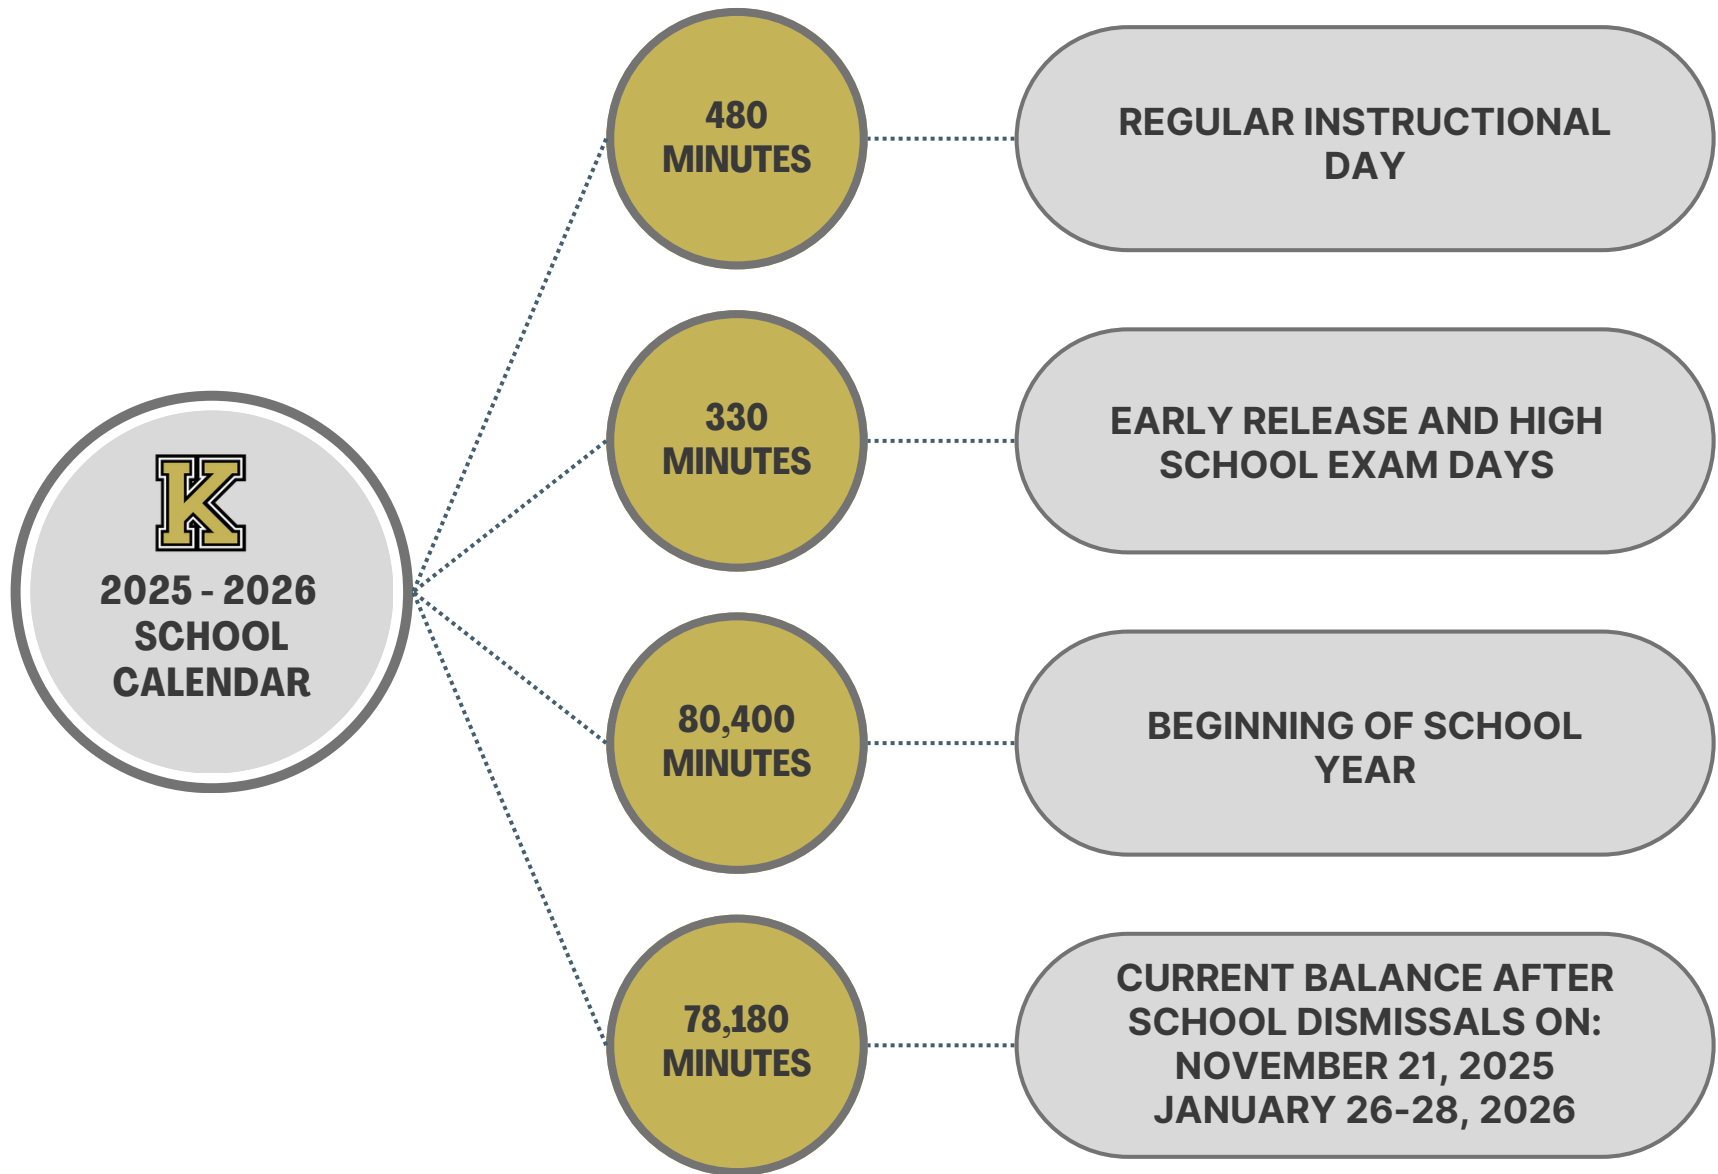 K
2025 - 2026
SCHOOL
CALENDAR
480
MINUTES
REGULAR INSTRUCTIONAL
DAY
330
MINUTES
EARLY RELEASE AND HIGH
SCHOOL EXAM DAYS
80,400
MINUTES
BEGINNING OF SCHOOL
YEAR
78,180
MINUTES
CURRENT BALANCE AFTER
SCHOOL DISMISSALS ON:
NOVEMBER 21, 2025
JANUARY 26-28, 2026